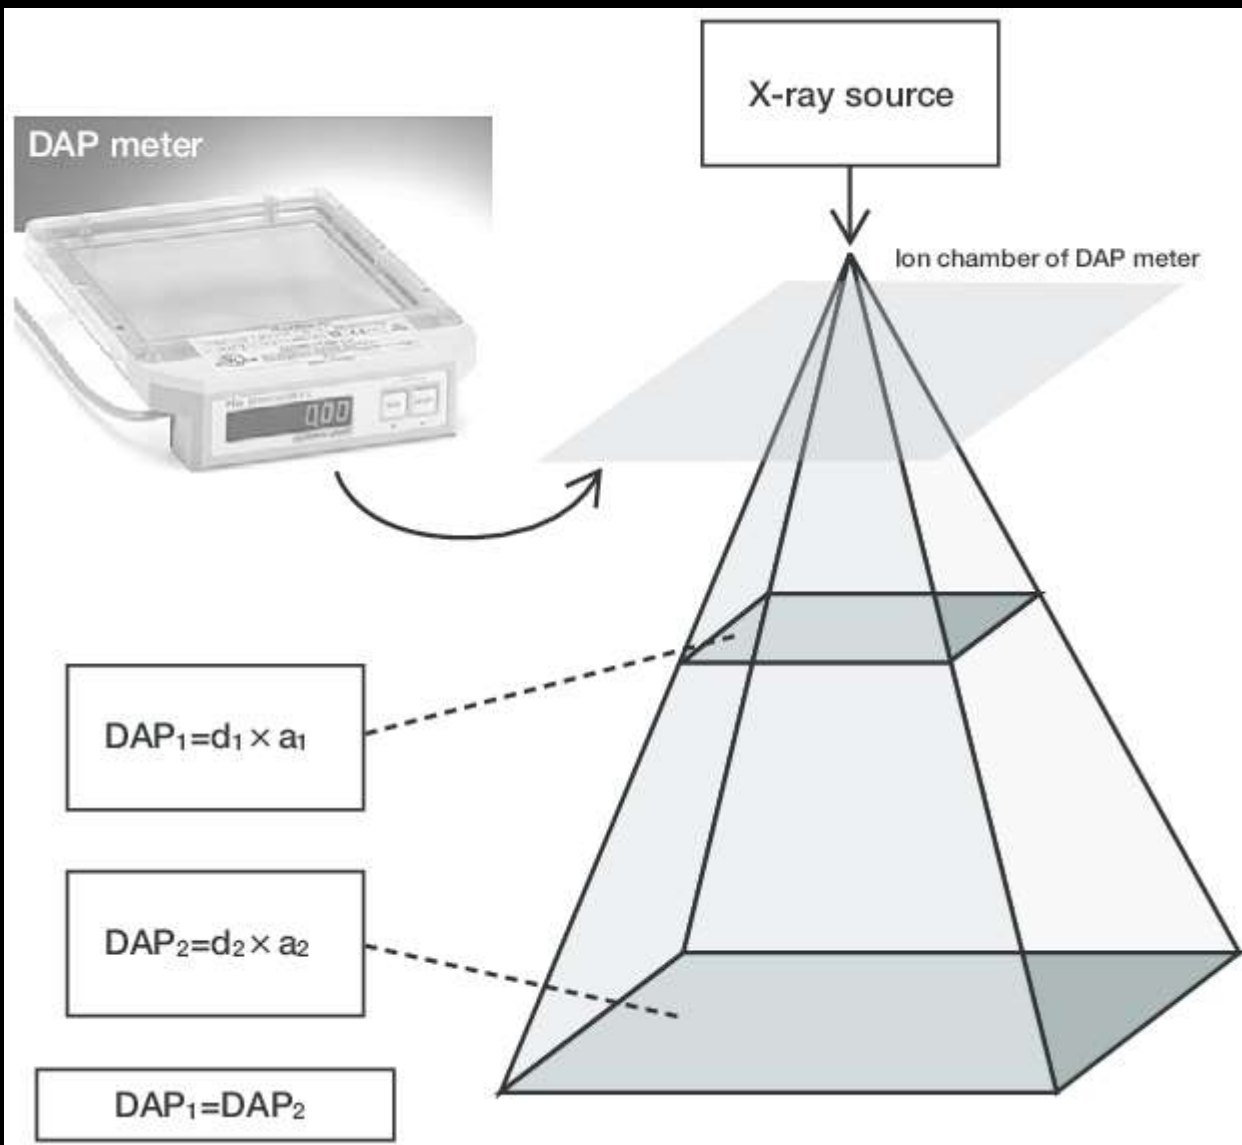 X-ray source
DAP meter
Ion chamber of DAP meter
0.00
DAP₁=d₁×a₁
DAP₂=d₂×a₂
DAP₁=DAP₂